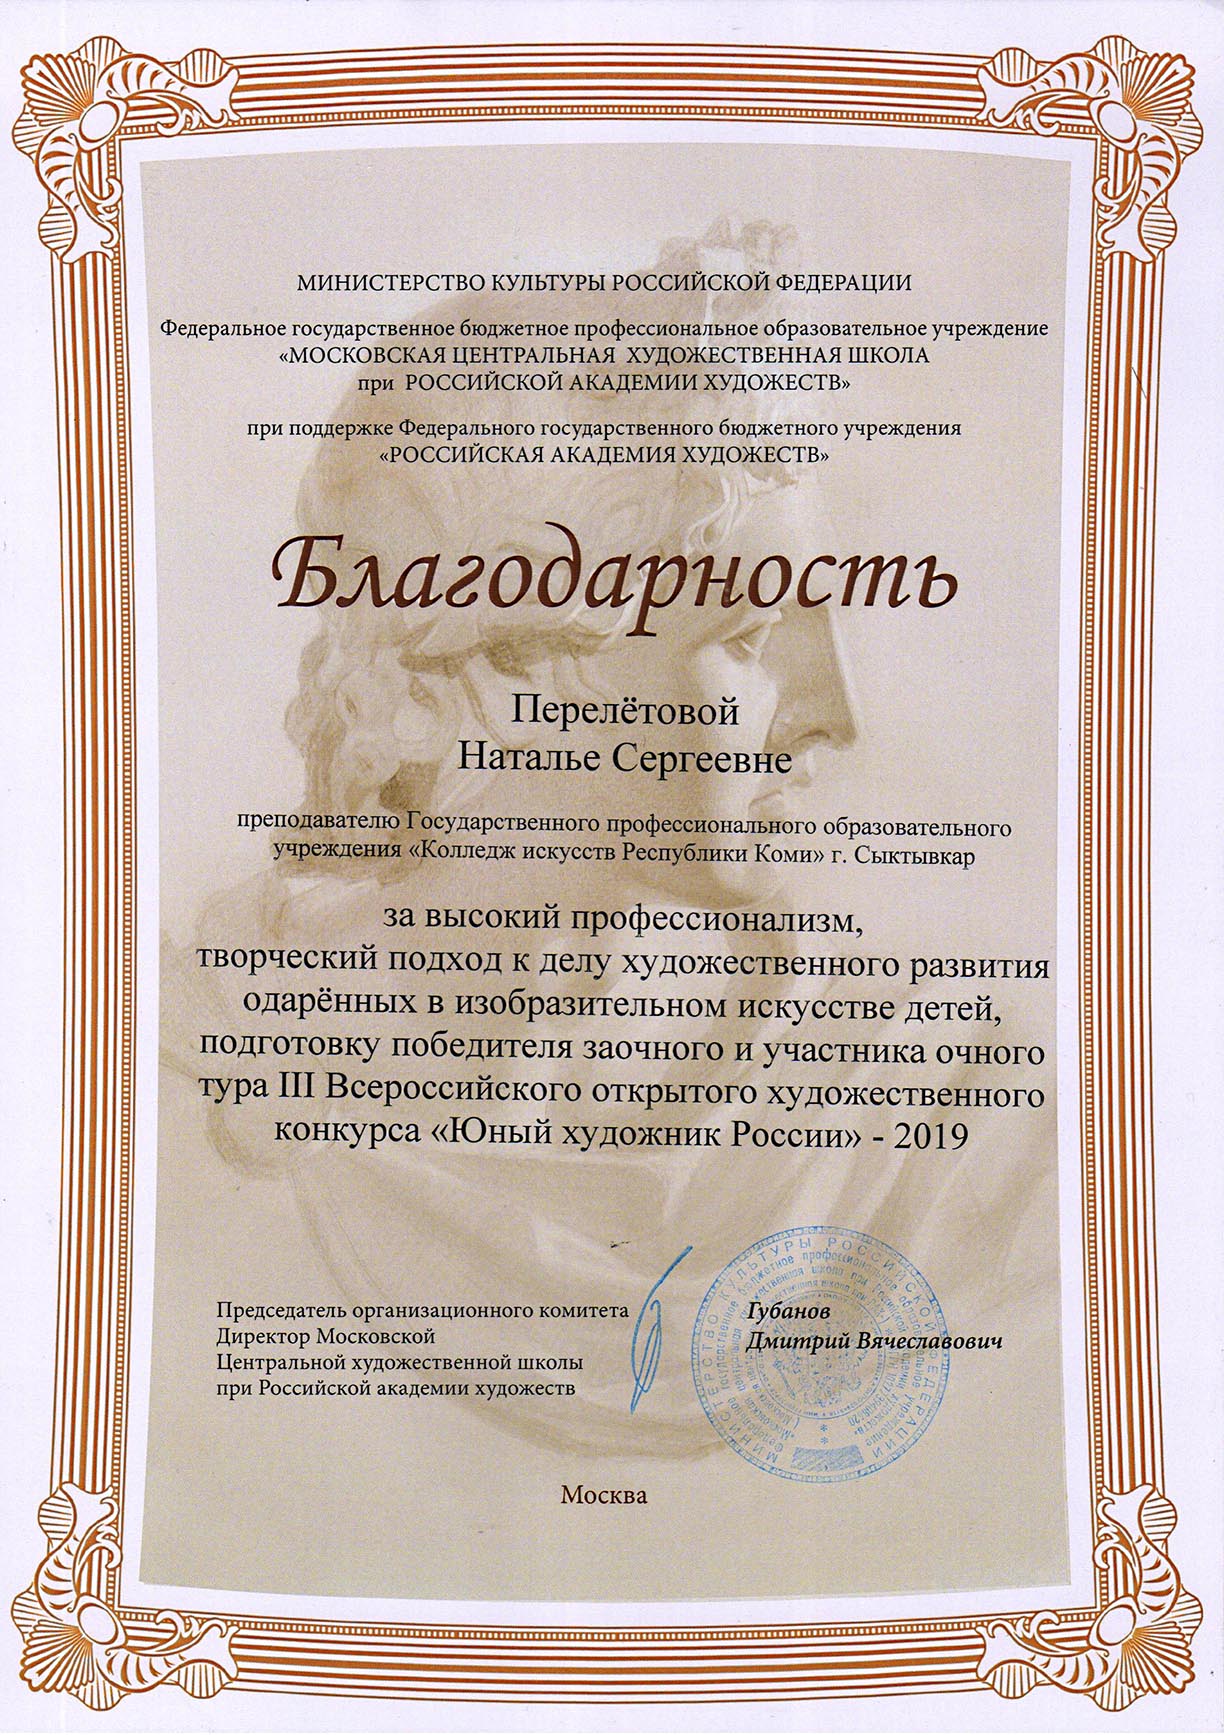 МИНИСТЕРСТВО КУЛЬТУРЫ РОССИЙСКОЙ ФЕДЕРАЦИИ
Федеральное государственное бюджетное профессиональное образовательное учреждение
«МОСКОВСКАЯ ЦЕНТРАЛЬНАЯ ХУДОЖЕСТВЕННАЯ ШКОЛА
при РОССИЙСКОЙ АКАДЕМИИ ХУДОЖЕСТВ»
при поддержке Федерального государственного бюджетного учреждения
«РОССИЙСКАЯ АКАДЕМИЯ ХУДОЖЕСТВ»
Благодарность
Перелётовой
Наталье Сергеевне
преподавателю Государственного профессионального образовательного
учреждения «Колледж искусств Республики Коми» г. Сыктывкар
за высокий профессионализм,
творческий подход к делу художественного развития
одарённых в изобразительном искусстве детей,
подготовку победителя заочного и участника очного
тура III Всероссийского открытого художественного
конкурса «Юный художник России» - 2019
Председатель организационного комитета
Директор Московской
Центральной художественной школы
при Российской академии художеств
Губанов
Дмитрий Вячеславович
МИНИСТЕРСТВО КУЛЬТУРЫ РОССИЙСКОЙ ФЕДЕРАЦИИ
Москва